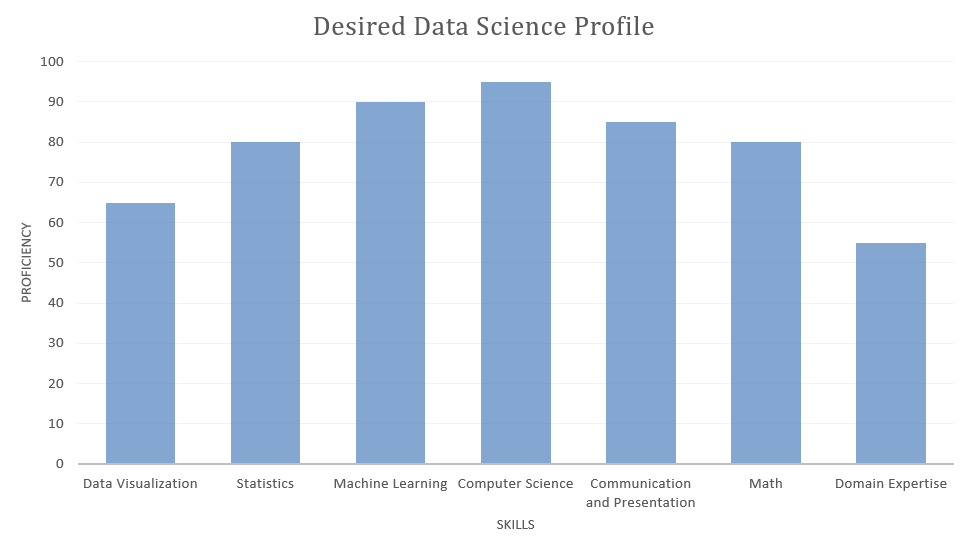 Desired Data Science Profile
100
90
80
70
60
50
40
30
20
10
0
PROFICIENCY
Data Visualization
Statistics
Machine Learning
Computer Science
Communication
and Presentation
Math
Domain Expertise
SKILLS